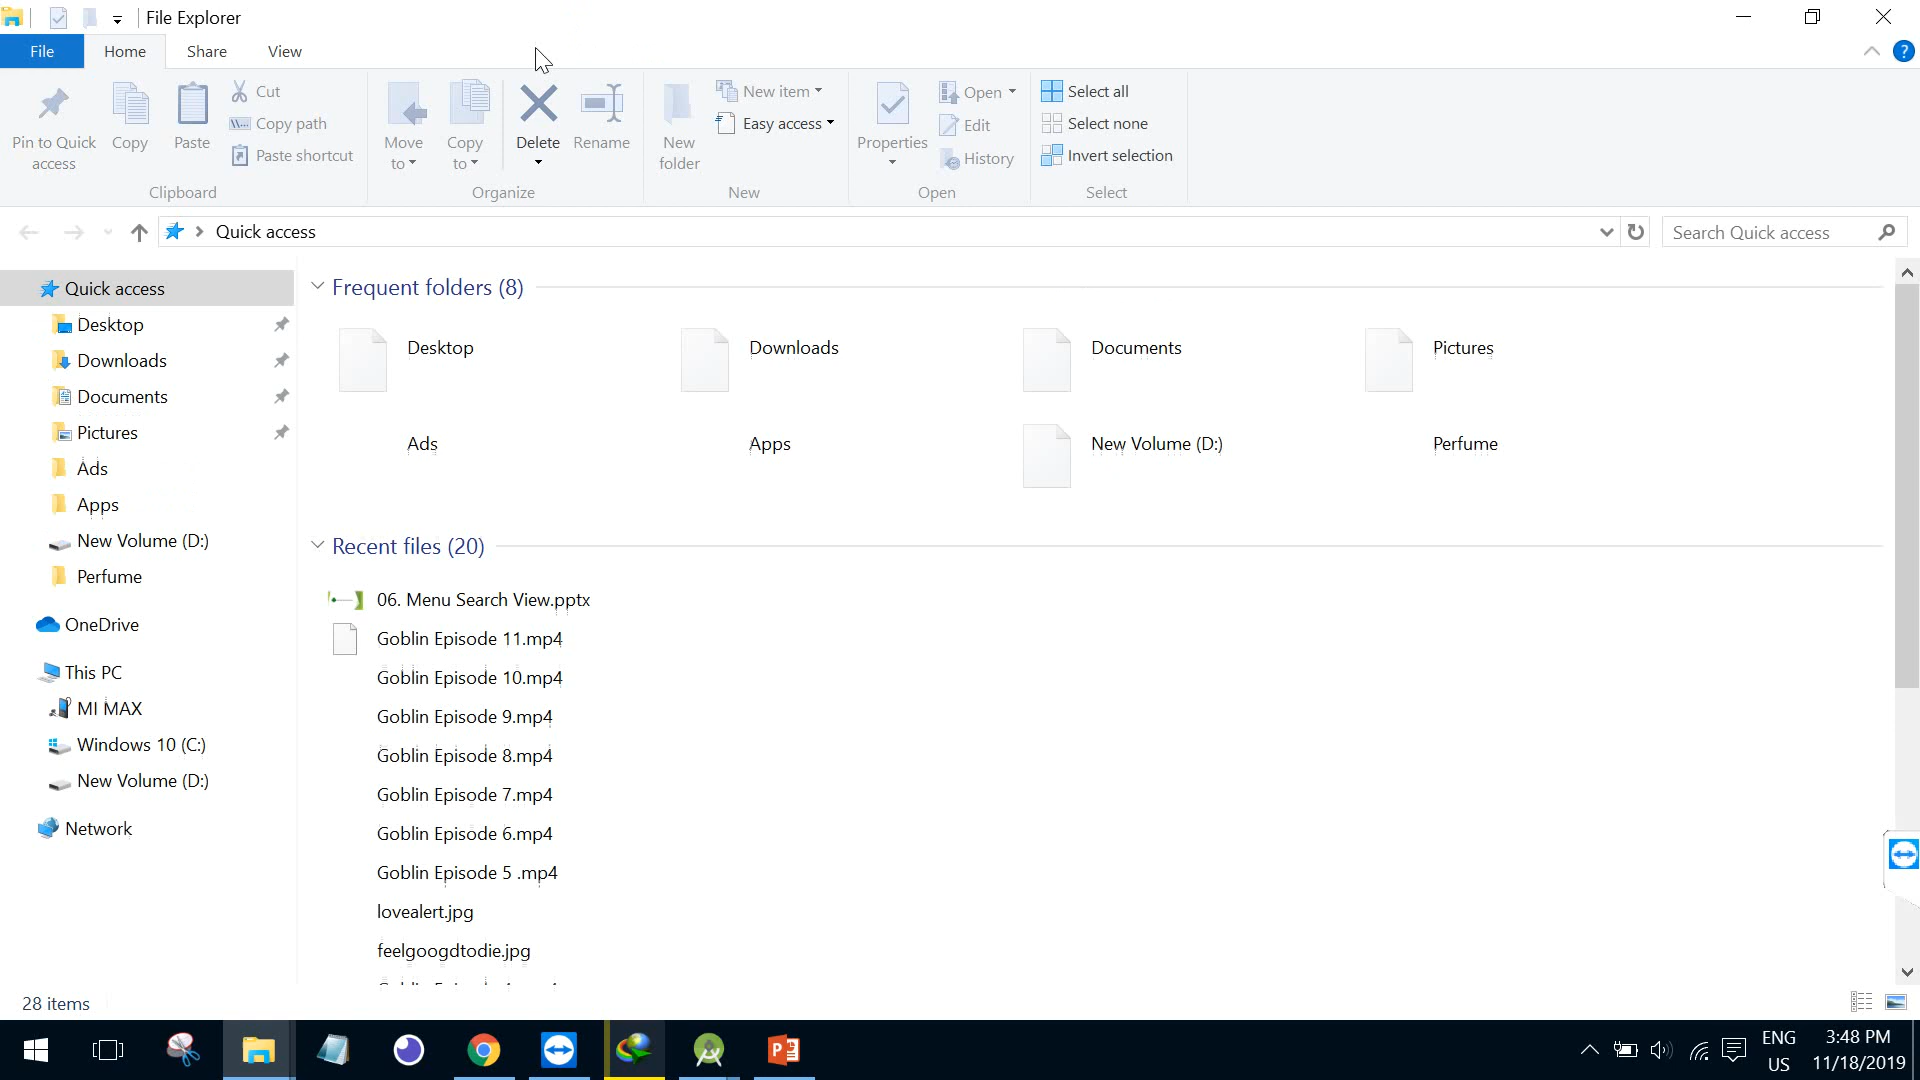 File Explorer
File
Home
Share
View
Pin to Quick access
Copy
Paste
Cut
Copy path
Paste shortcut
Clipboard
Move to
Copy to
Delete
Rename
Organize
New folder
New item
Easy access
New
Properties
Open
Edit
History
Open
Select all
Select none
Invert selection
Select
Quick access
Search Quick access
Quick access
Desktop
Downloads
Documents
Pictures
Ads
Apps
New Volume (D:)
Perfume
OneDrive
This PC
MI MAX
Windows 10 (C:)
New Volume (D:)
Network
Frequent folders (8)
Desktop
Downloads
Documents
Pictures
Ads
Apps
New Volume (D:)
Perfume
Recent files (20)
06. Menu Search View.pptx
Goblin Episode 11.mp4
Goblin Episode 10.mp4
Goblin Episode 9.mp4
Goblin Episode 8.mp4
Goblin Episode 7.mp4
Goblin Episode 6.mp4
Goblin Episode 5 .mp4
lovealert.jpg
feelgoogdtodie.jpg
28 items
ENG
US
3:48 PM
11/18/2019